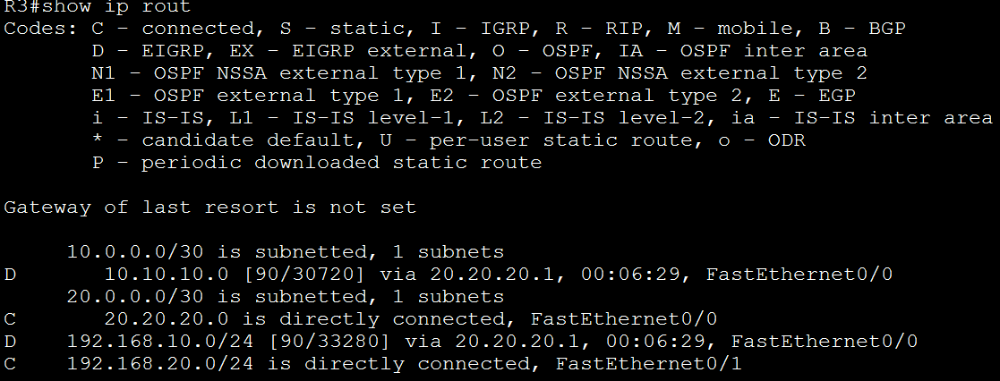 R3#show ip rout
Codes: C - connected, S - static, I - IGRP, R - RIP, M - mobile, B - BGP
       D - EIGRP, EX - EIGRP external, O - OSPF, IA - OSPF inter area
       N1 - OSPF NSSA external type 1, N2 - OSPF NSSA external type 2
       E1 - OSPF external type 1, E2 - OSPF external type 2, E - EGP
       i - IS-IS, L1 - IS-IS level-1, L2 - IS-IS level-2, ia - IS-IS inter area
       * - candidate default, U - per-user static route, o - ODR
       P - periodic downloaded static route

Gateway of last resort is not set

     10.0.0.0/30 is subnetted, 1 subnets
D       10.10.10.0 [90/30720] via 20.20.20.1, 00:06:29, FastEthernet0/0
     20.0.0.0/30 is subnetted, 1 subnets
C       20.20.20.0 is directly connected, FastEthernet0/0
D    192.168.10.0/24 [90/33280] via 20.20.20.1, 00:06:29, FastEthernet0/0
C    192.168.20.0/24 is directly connected, FastEthernet0/1